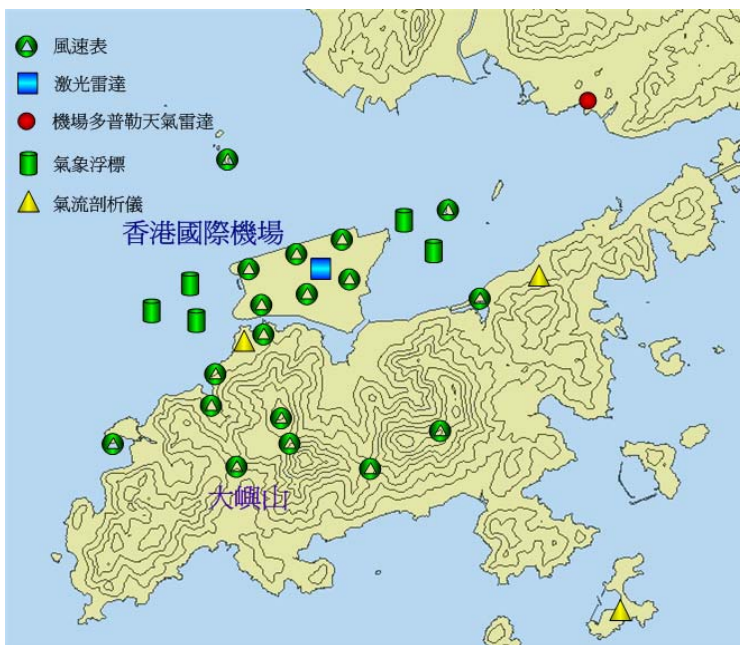 風速表
激光雷達
機場多普勒天氣雷達
氣象浮標
氣流剖析儀
香港國際機場
大嶼山